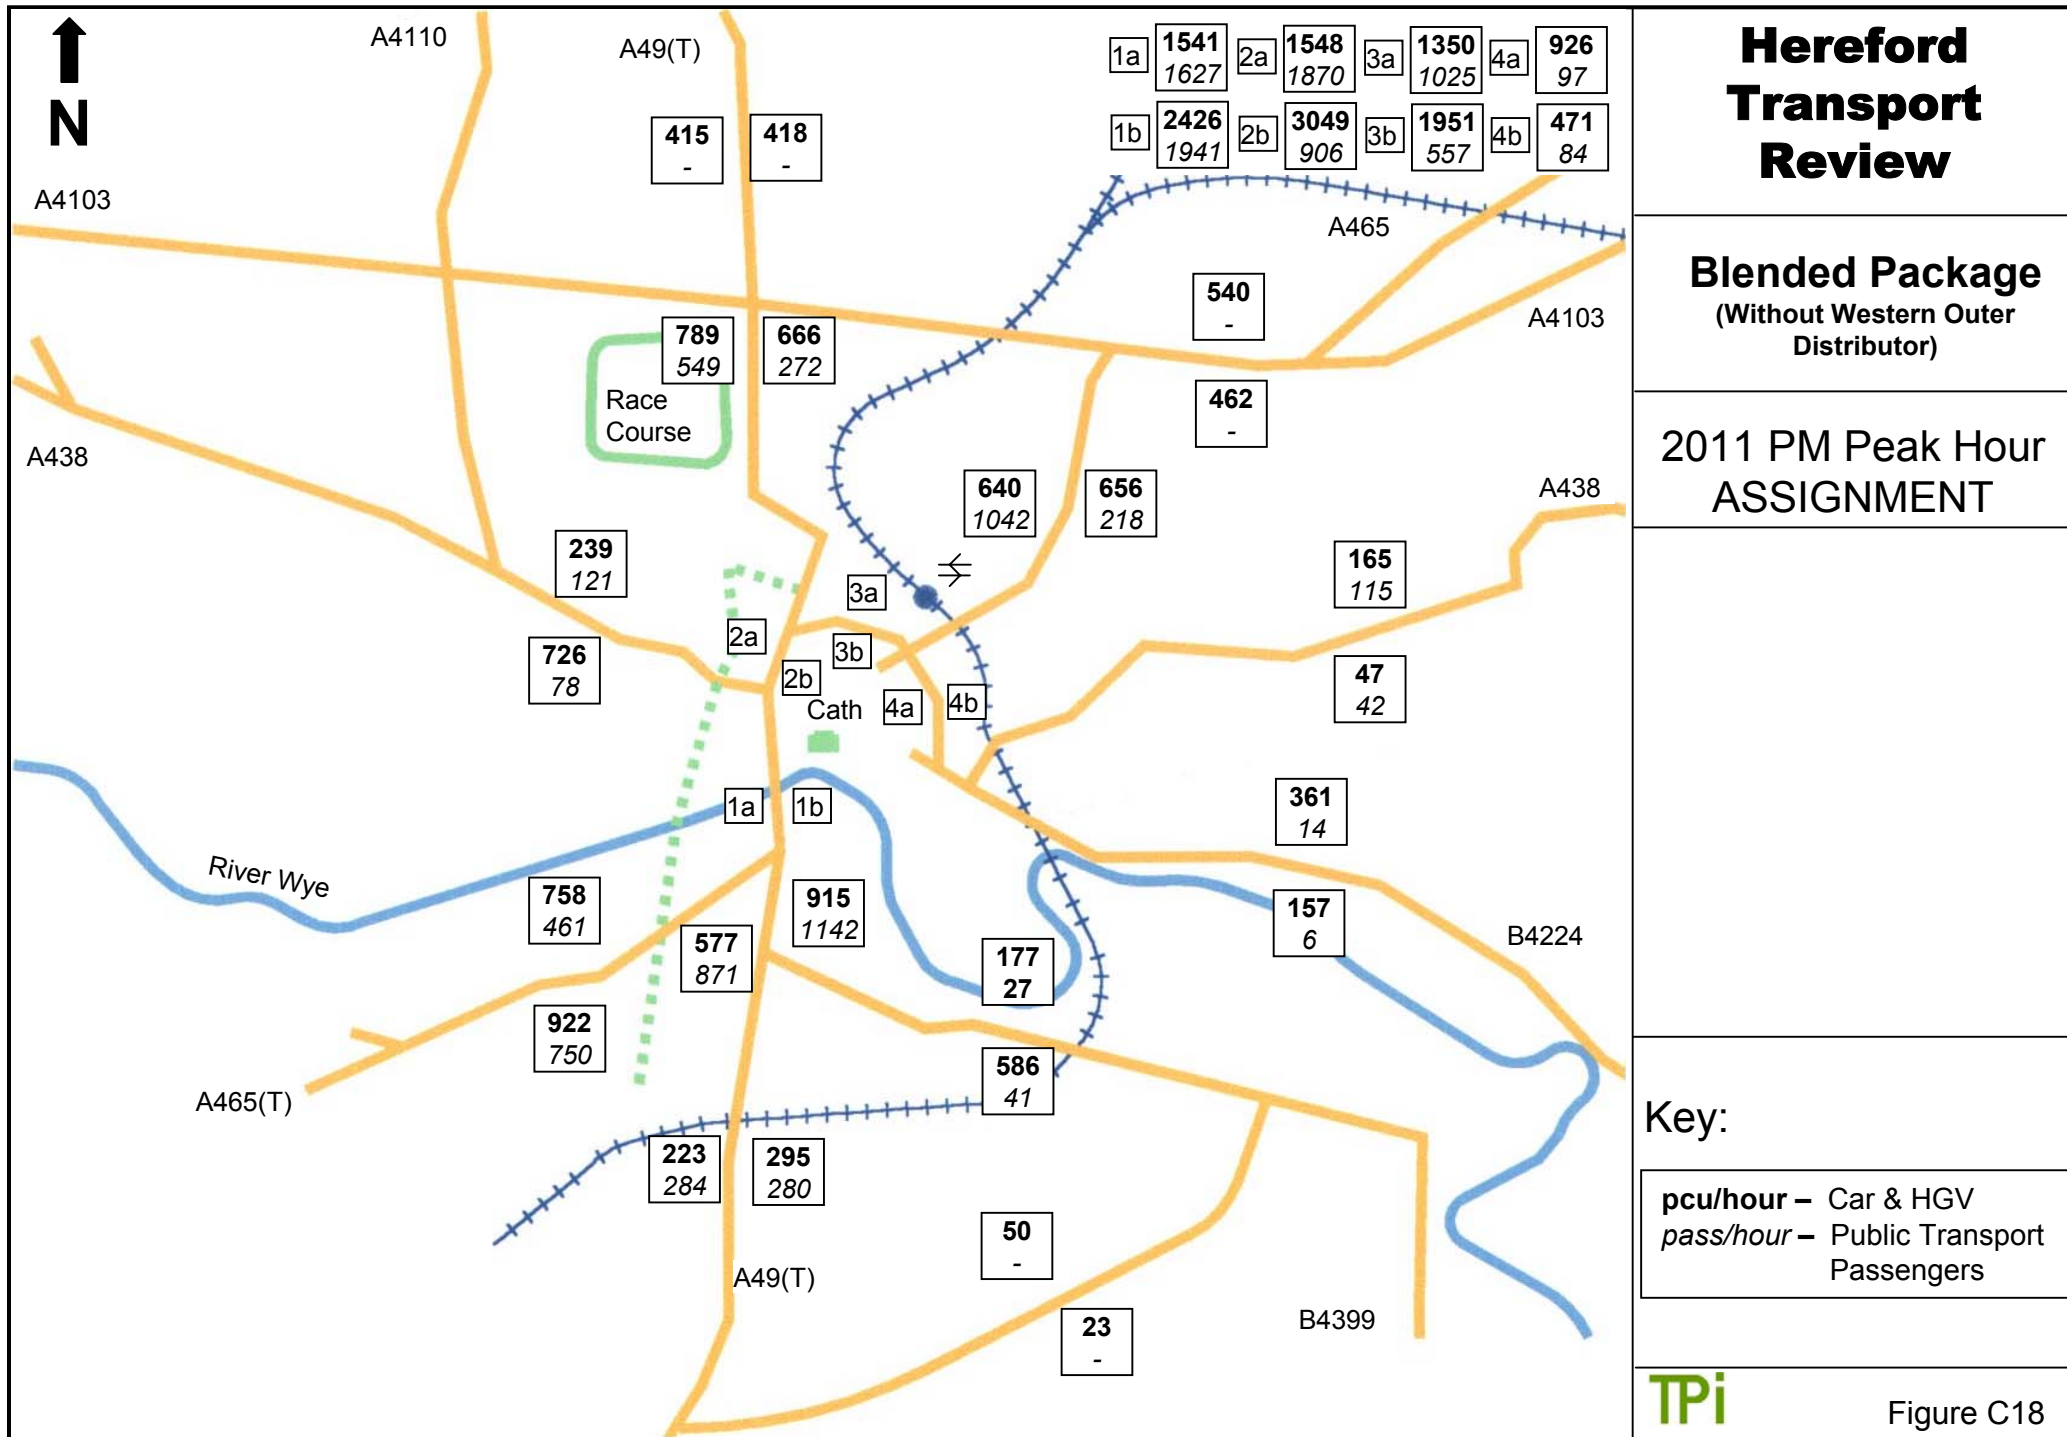 A4110
A49(T)
1a
1541
1627
2a
1548
1870
3a
1350
1025
4a
926
97
1b
2426
1941
2b
3049
906
3b
1951
557
4b
471
84
N
415
-
418
-
A4103
A465
540
-
A4103
789
549
666
272
Race
Course
462
-
A438
640
1042
656
218
A438
239
121
165
115
3a
2a
3b
726
78
2b
47
42
Cath
4a
4b
1a
1b
361
14
River Wye
758
461
915
1142
157
6
577
871
177
27
B4224
922
750
586
41
A465(T)
223
284
295
280
50
-
A49(T)
23
-
B4399
Hereford
Transport
Review
Blended Package
(Without Western Outer
Distributor)
2011 PM Peak Hour
ASSIGNMENT
Key:
pcu/hour – Car & HGV
pass/hour – Public Transport
Passengers
TPi
Figure C18